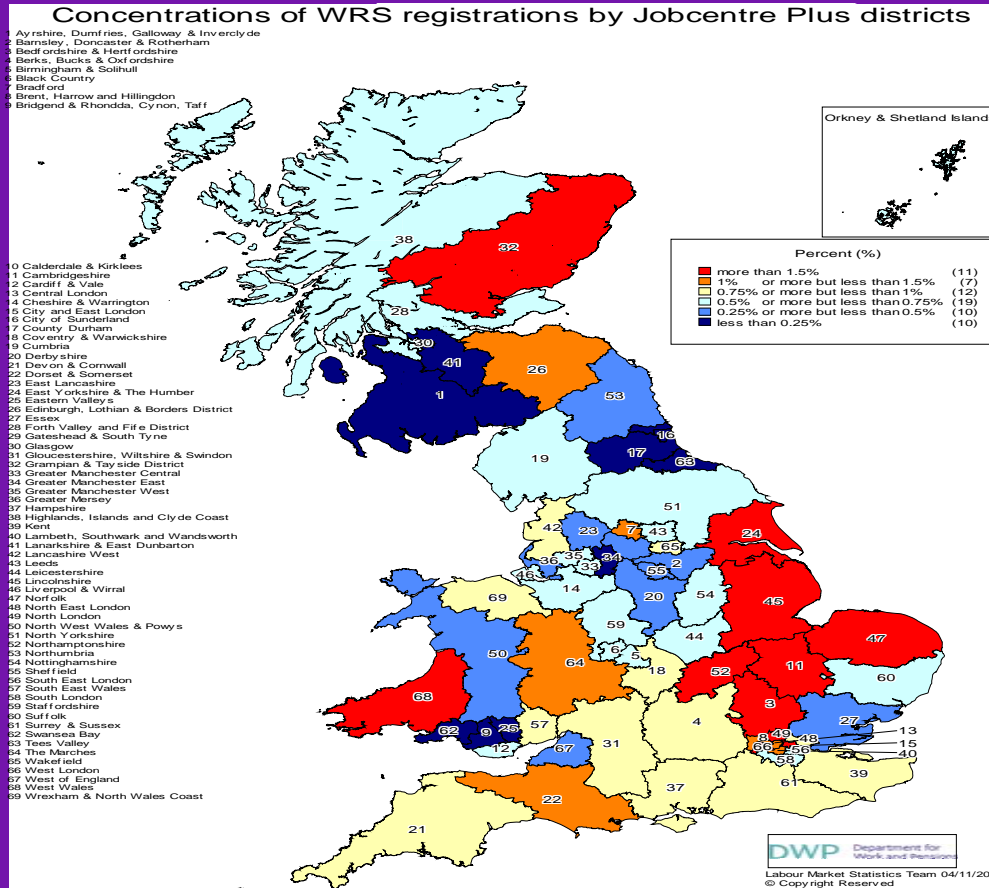 Concentrations of WRS registrations by Jobcentre Plus districts
1 Ayrshire, Dumfries, Galloway & Inverclyde
2 Barnsley, Doncaster & Rotherham
3 Bedfordshire & Hertfordshire
4 Berks, Bucks & Oxfordshire
5 Birmingham & Solihull
6 Black Country
7 Bradford
8 Brent, Harrow and Hillingdon
9 Bridgend & Rhondda, Cynon, Taff
10 Calderdale & Kirklees
11 Cambridgeshire
12 Cardiff & Vale
13 Central London
14 Cheshire & Warrington
15 City and East London
16 City of Sunderland
17 County Durham
18 Coventry & Warwickshire
19 Cumbria
20 Derbyshire
21 Devon & Cornwall
22 Dorset & Somerset
23 East Lancashire
24 East Yorkshire & The Humber
25 Eastern Valleys
26 Edinburgh, Lothian & Borders District
27 Essex
28 Forth Valley and Fife District
29 Gateshead & South Tyne
30 Glasgow
31 Gloucestershire, Wiltshire & Swindon
32 Grampian & Tayside District
33 Greater Manchester Central
34 Greater Manchester East
35 Greater Manchester West
36 Greater Mersey
37 Hampshire
38 Highlands, Islands and Clyde Coast
39 Kent
40 Lambeth, Southwark and Wandsworth
41 Lanarkshire & East Dunbarton
42 Lancashire West
43 Leeds
44 Leicestershire
45 Lincolnshire
46 Liverpool & Wirral
47 Norfolk
48 North East London
49 North London
50 North West Wales & Powys
51 North Yorkshire
52 Northamptonshire
53 Northumbria
54 Nottinghamshire
55 Sheffield
56 South East London
57 South East Wales
58 South London
59 Staffordshire
60 Suffolk
61 Surrey & Sussex
62 Swansea Bay
63 Tees Valley
64 The Marches
65 Wakefield
66 West London
67 West of England
68 West Wales
69 Wrexham & North Wales Coast
Orkney & Shetland Island
Percent (%)
more than 1.5% (11)
1% or more but less than 1.5% (7)
0.75% or more but less than 1% (12)
0.5% or more but less than 0.75% (19)
0.25% or more but less than 0.5% (10)
less than 0.25% (10)
38
32
28
30
41
26
1
53
16
17
63
19
51
42
23
7
43
24
65
36
35
34
33
55
2
46
14
20
54
45
69
59
44
47
6
5
50
64
18
52
11
60
68
3
4
27
62
9
25
57
12
67
31
8
49
48
13
66
56
15
40
58
61
39
37
22
21
DWP Department for
Work and Pensions
Labour Market Statistics Team 04/11/20
© Copyright Reserved